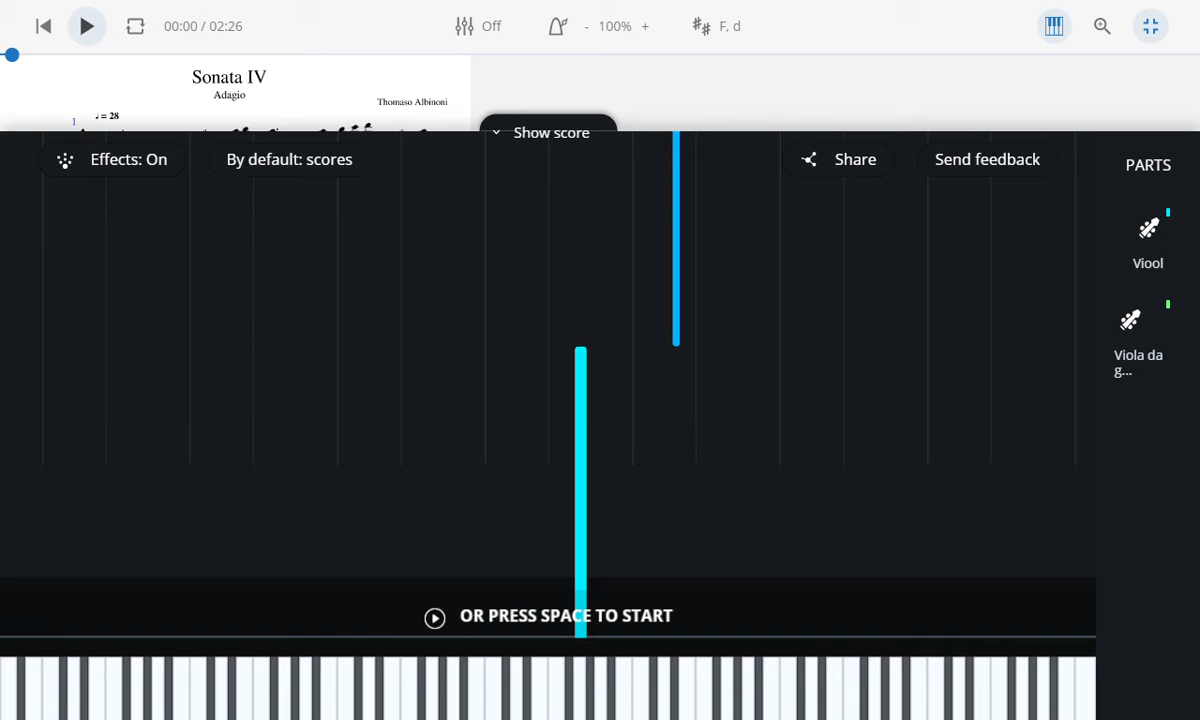 00:00 / 02:26
Off
- 100% +
F, d
Sonata IV
Adagio
Thomaso Albinoni
♩ = 28
1
Show score
Effects: On
By default: scores
Share
Send feedback
PARTS
Viool
Viola da
g...
OR PRESS SPACE TO START